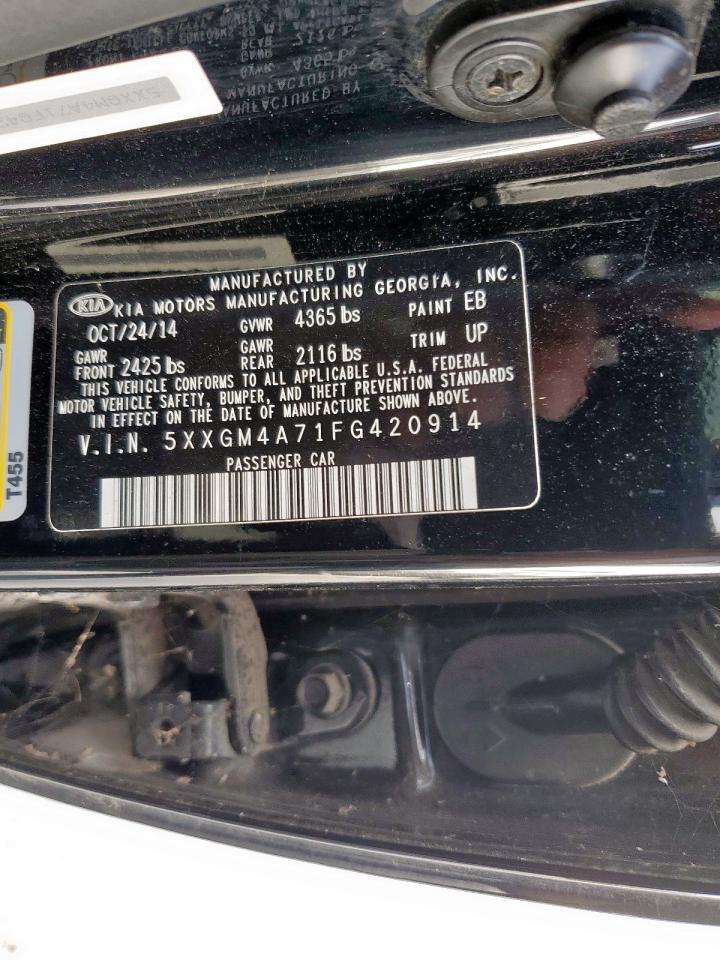 MANUFACTURED BY
KIA KIA MOTORS MANUFACTURING GEORGIA, INC.
OCT/24/14 GVWR 4365 lbs PAINT EB
GAWR FRONT 2425 lbs GAWR REAR 2116 lbs TRIM UP
THIS VEHICLE CONFORMS TO ALL APPLICABLE U.S.A. FEDERAL
MOTOR VEHICLE SAFETY, BUMPER, AND THEFT PREVENTION STANDARDS
IN EFFECT ON THE DATE OF MANUFACTURE SHOWN ABOVE.
V.I.N. 5XXGM4A71FG420914
PASSENGER CAR
T455